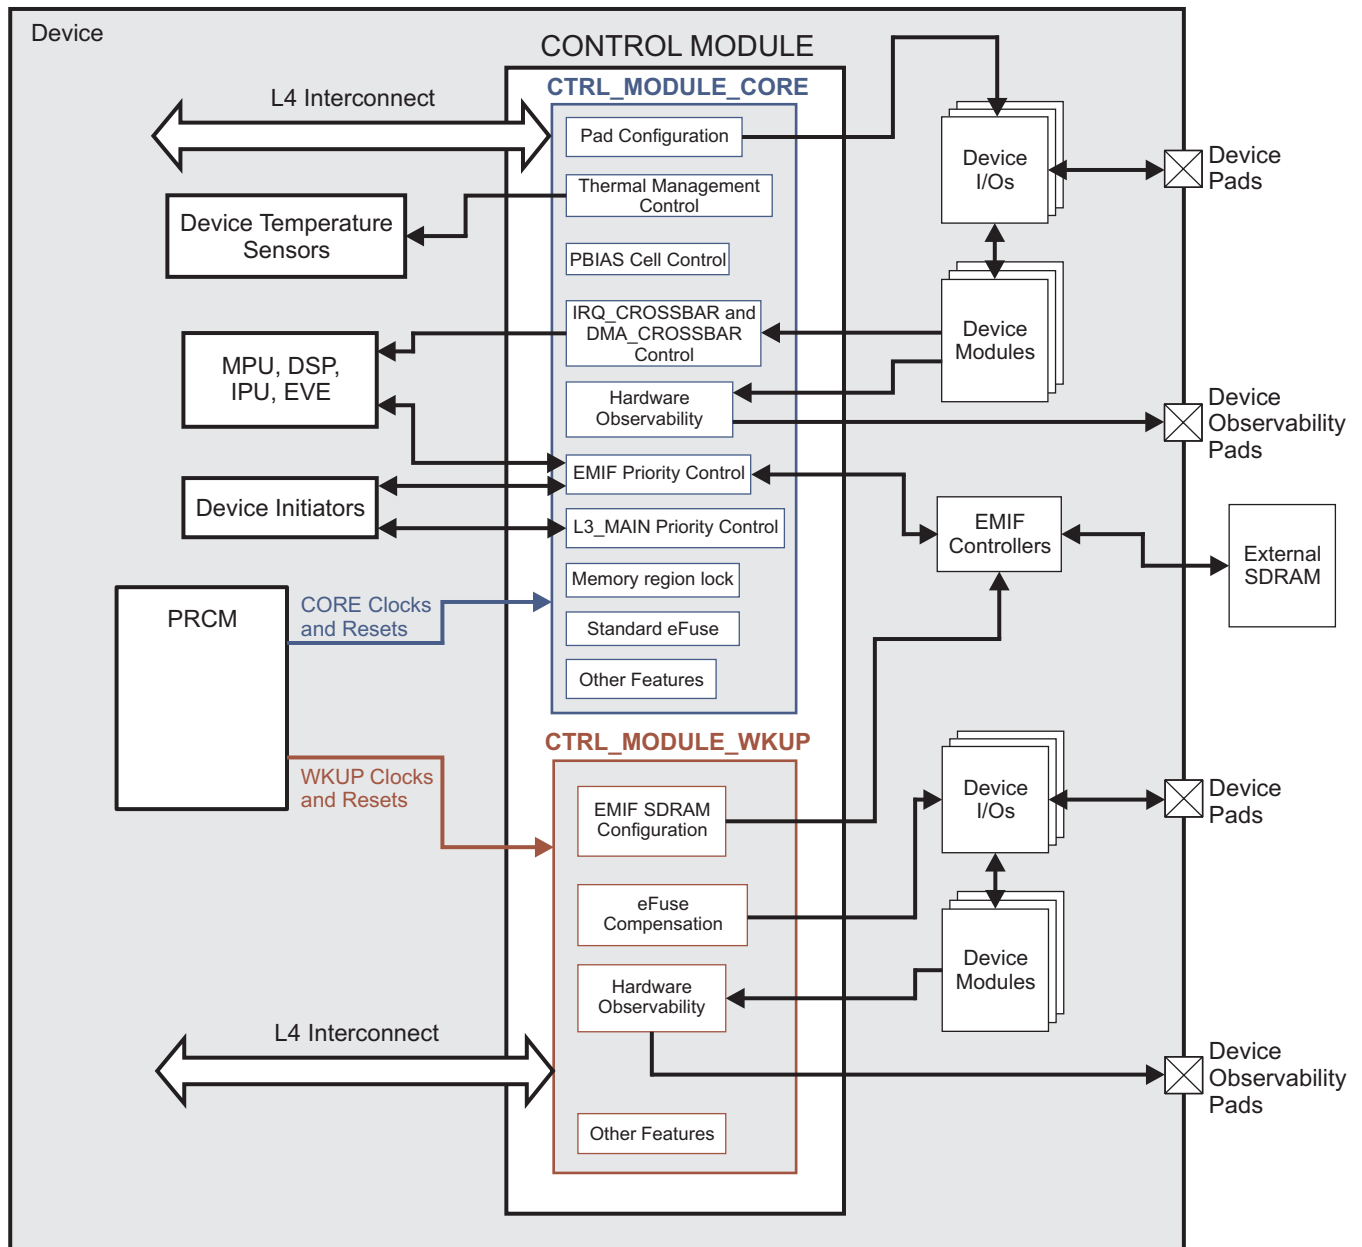 Device
CONTROL MODULE
CTRL_MODULE_CORE
L4 Interconnect
Pad Configuration
Thermal Management
Control
Device Temperature
Sensors
PBIAS Cell Control
IRQ_CROSSBAR and
DMA_CROSSBAR
Control
MPU, DSP,
IPU, EVE
Hardware
Observability
EMIF Priority Control
Device Initiators
L3_MAIN Priority Control
Memory region lock
PRCM
CORE Clocks
and Resets
Standard eFuse
Other Features
Device
I/Os
Device
Pads
Device
Modules
Device
Observability
Pads
EMIF
Controllers
External
SDRAM
CTRL_MODULE_WKUP
WKUP Clocks
and Resets
EMIF SDRAM
Configuration
eFuse
Compensation
Hardware
Observability
L4 Interconnect
Other Features
Device
I/Os
Device
Pads
Device
Modules
Device
Observability
Pads